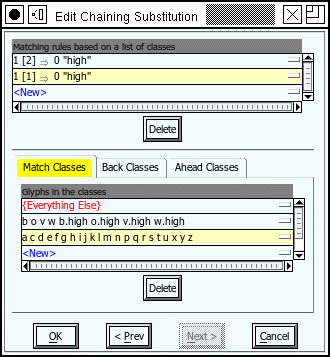 Edit Chaining Substitution
Matching rules based on a list of classes
1 [2] ⇒ 0 "high"
1 [1] ⇒ 0 "high"
<New>
Delete
Match Classes Back Classes Ahead Classes
Glyphs in the classes
{Everything Else}
b o v w b.high o.high v.high w.high
a c d e f g h i j k l m n p q r s t u x y z
<New>
Delete
OK < Prev Next > Cancel